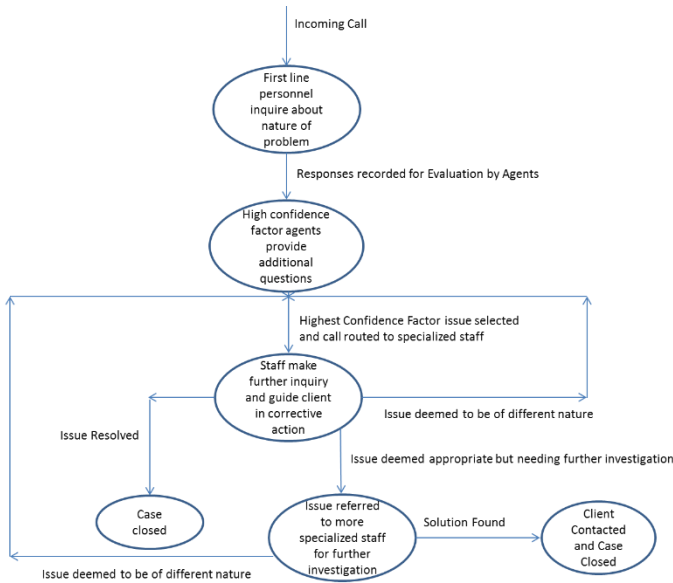 Incoming Call
First line
personnel
inquire about
nature of
problem
Responses recorded for Evaluation by Agents
High confidence
factor agents
provide
additional
questions
Highest Confidence Factor issue selected
and call routed to specialized staff
Staff make
further inquiry
and guide client
in corrective
action
Issue deemed to be of different nature
Issue Resolved
Issue deemed appropriate but needing further investigation
Case
closed
Issue referred
to more
specialized staff
for further
investigation
Solution Found
Client
Contacted
and Case
Closed
Issue deemed to be of different nature